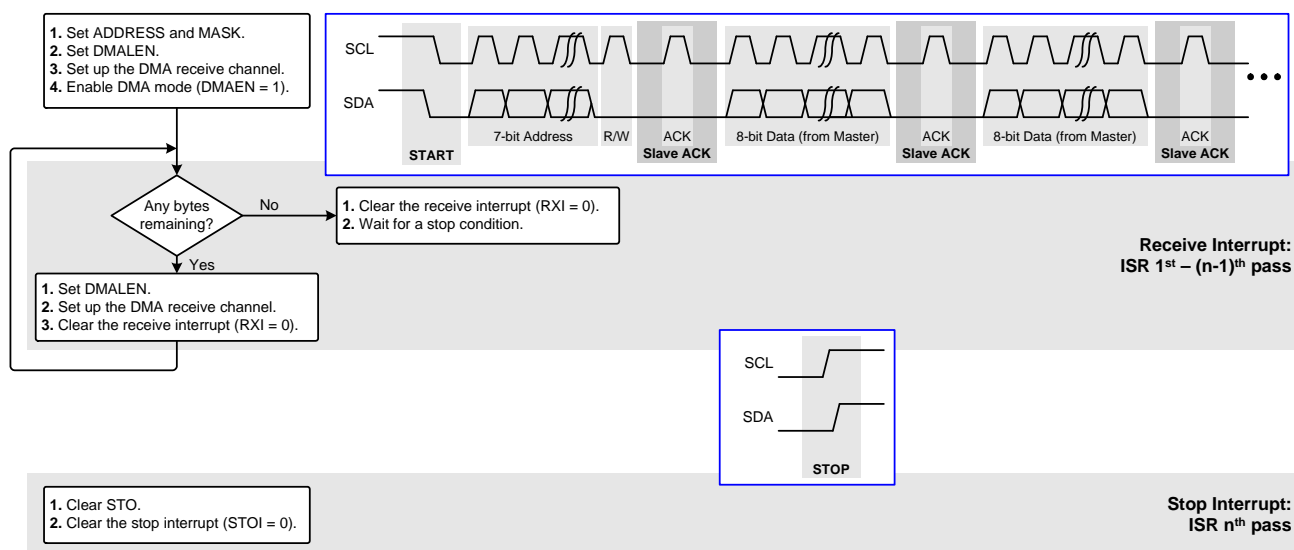 1. Set ADDRESS and MASK.
2. Set DMALEN.
3. Set up the DMA receive channel.
4. Enable DMA mode (DMAEN = 1).
SCL
SDA
7-bit Address
R/W
ACK
8-bit Data (from Master)
ACK
8-bit Data (from Master)
ACK
START
Slave ACK
Slave ACK
Slave ACK
Any bytes
remaining?
No
1. Clear the receive interrupt (RXI = 0).
2. Wait for a stop condition.
Receive Interrupt:
ISR 1st – (n-1)th pass
Yes
1. Set DMALEN.
2. Set up the DMA receive channel.
3. Clear the receive interrupt (RXI = 0).
SCL
SDA
STOP
1. Clear STO.
2. Clear the stop interrupt (STOI = 0).
Stop Interrupt:
ISR nth pass